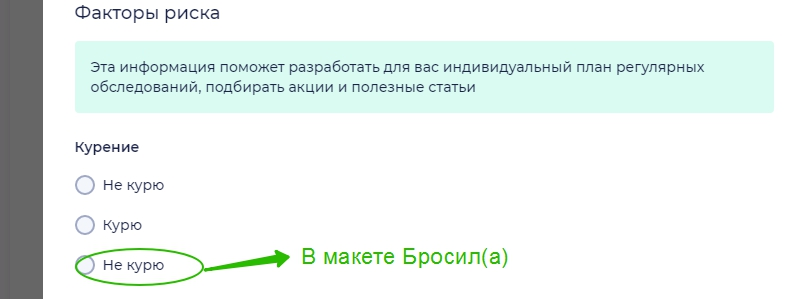 Факторы риска
Эта информация поможет разработать для вас индивидуальный план регулярных
обследований, подбирать акции и полезные статьи
Курение
Не курю
Курю
Не курю
В макете Бросил(а)